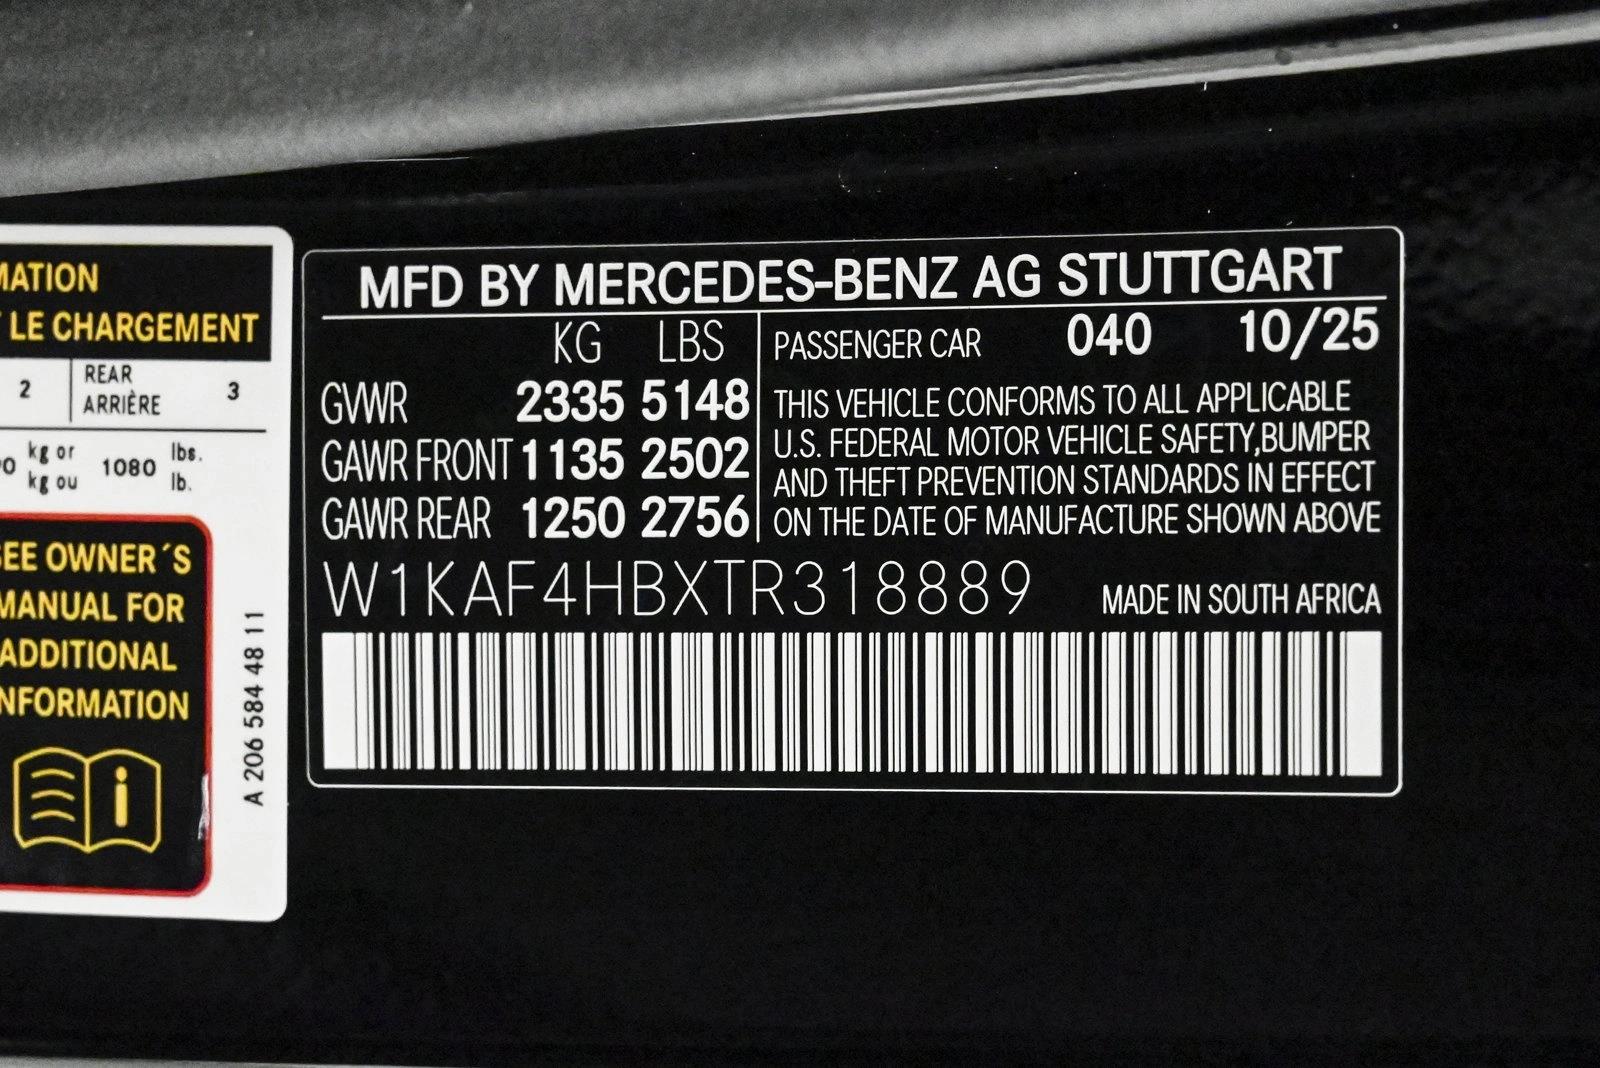 MATION
LE CHARGEMENT
2 REAR 3
ARRIÈRE
0 kg or 1080 lbs.
kg ou lb.
SEE OWNER´S
MANUAL FOR
ADDITIONAL
INFORMATION
A 206 584 48 11
MFD BY MERCEDES-BENZ AG STUTTGART
KG LBS
GVWR 2335 5148
GAWR FRONT 1135 2502
GAWR REAR 1250 2756
PASSENGER CAR 040 10/25
THIS VEHICLE CONFORMS TO ALL APPLICABLE
U.S. FEDERAL MOTOR VEHICLE SAFETY,BUMPER
AND THEFT PREVENTION STANDARDS IN EFFECT
ON THE DATE OF MANUFACTURE SHOWN ABOVE
W1KAF4HBXTR318889
MADE IN SOUTH AFRICA